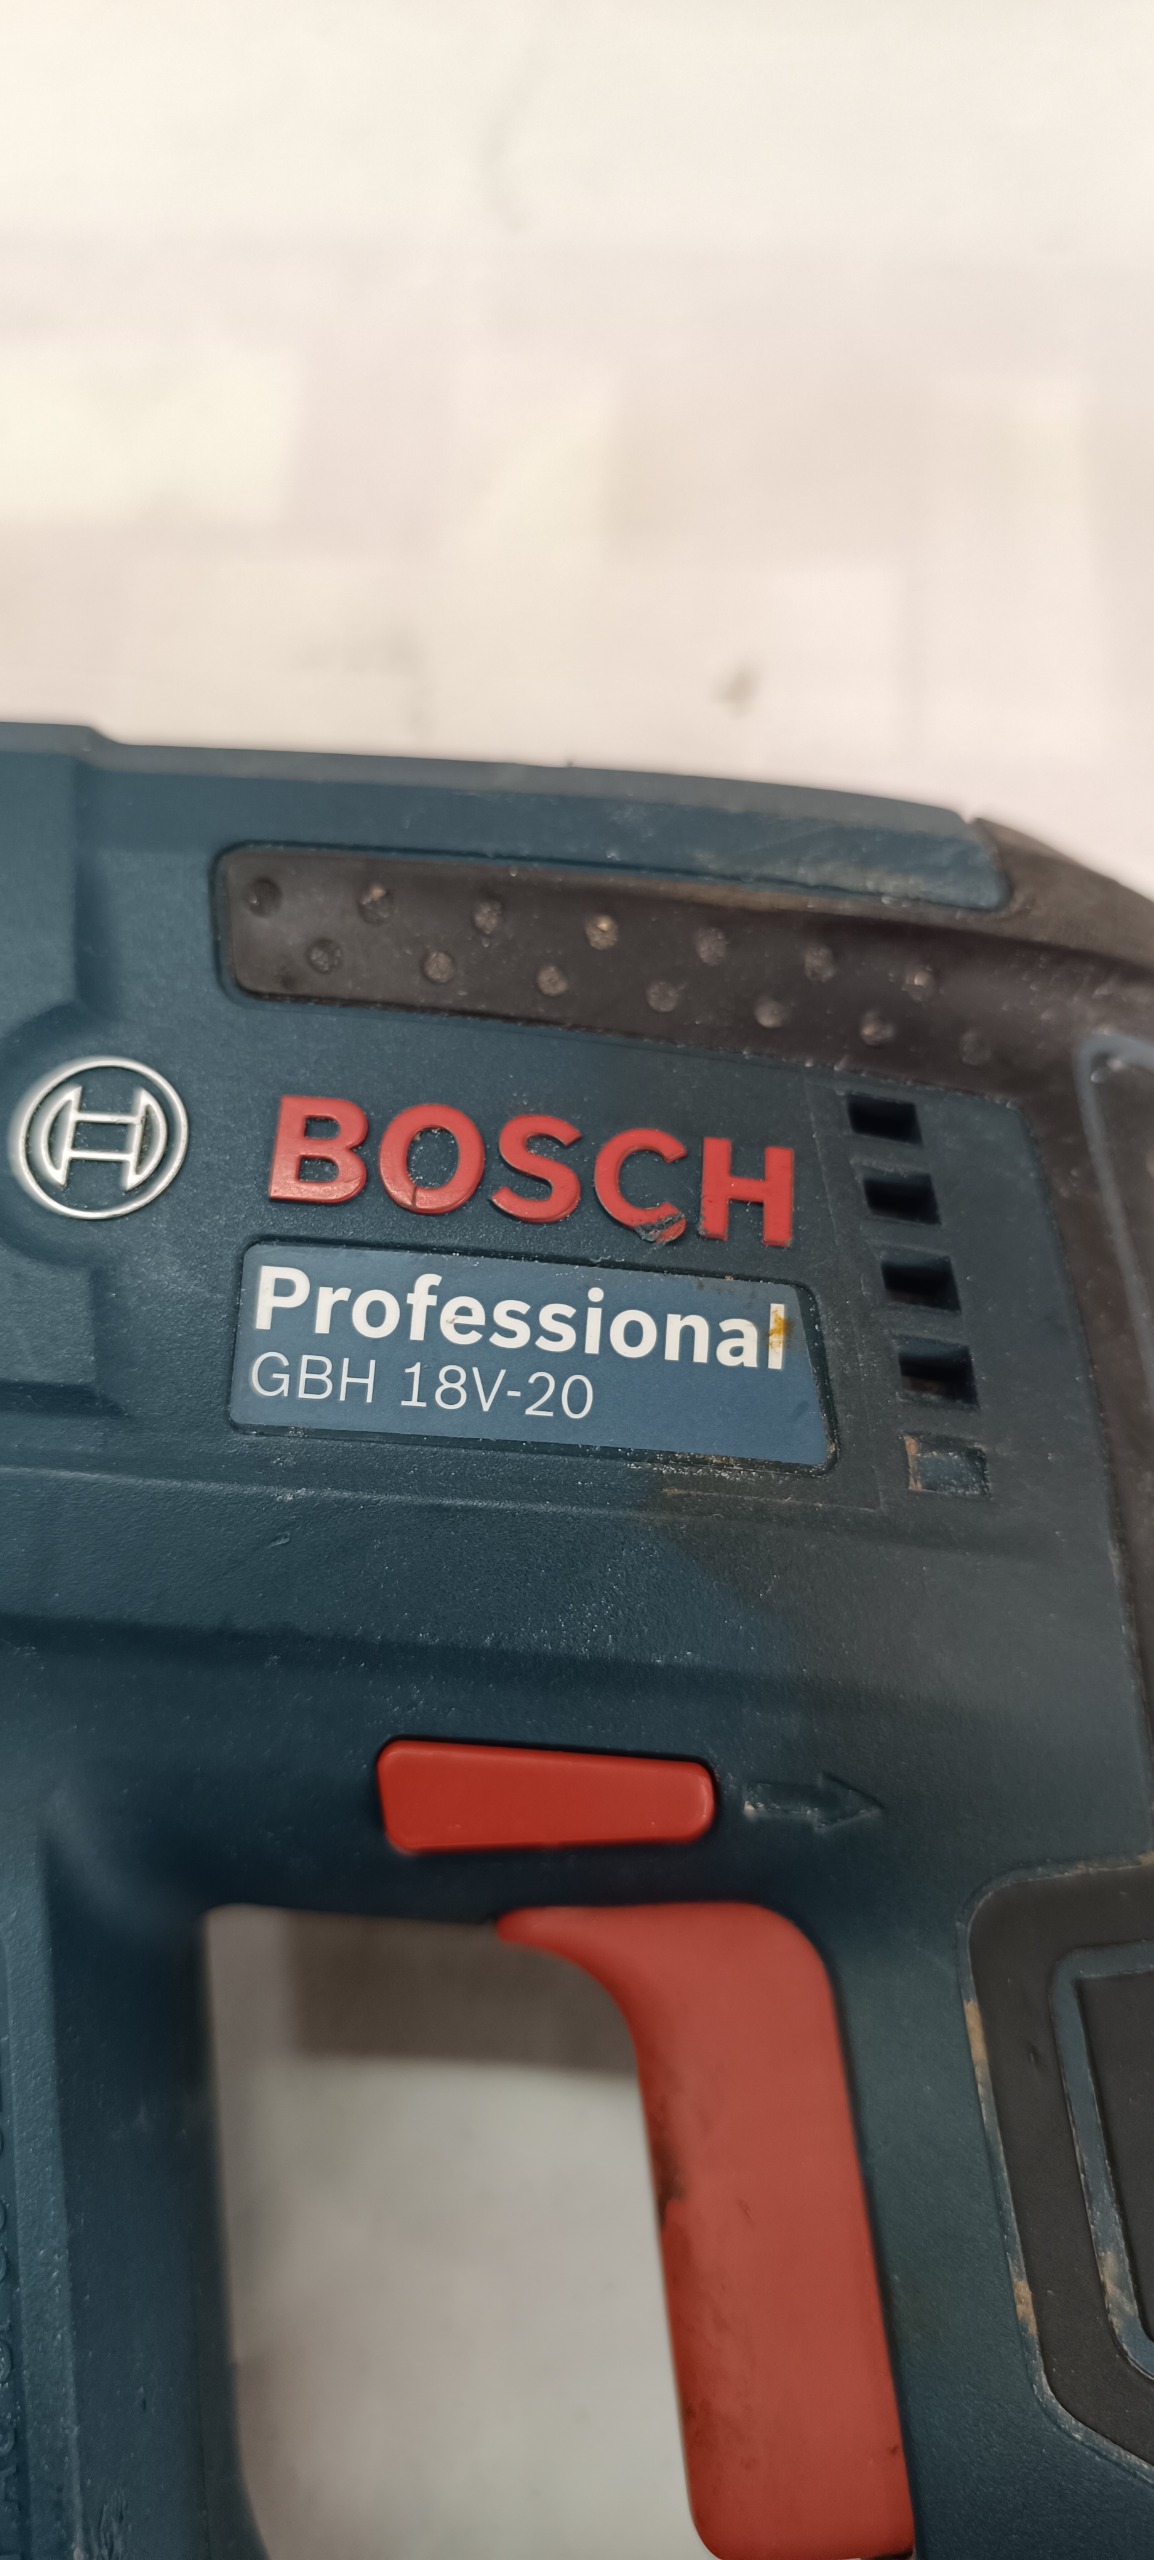 BOSCH
Professional
GBH 18V-20